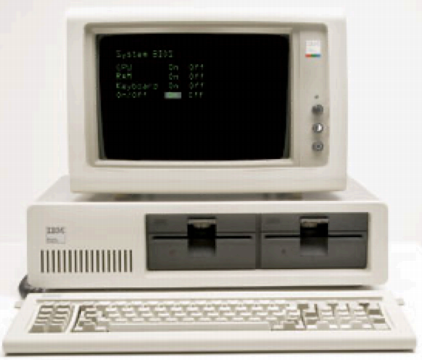 System BIOS
CPU On Off
RAM On Off
Keyboard On Off
On/Off Off
IBM